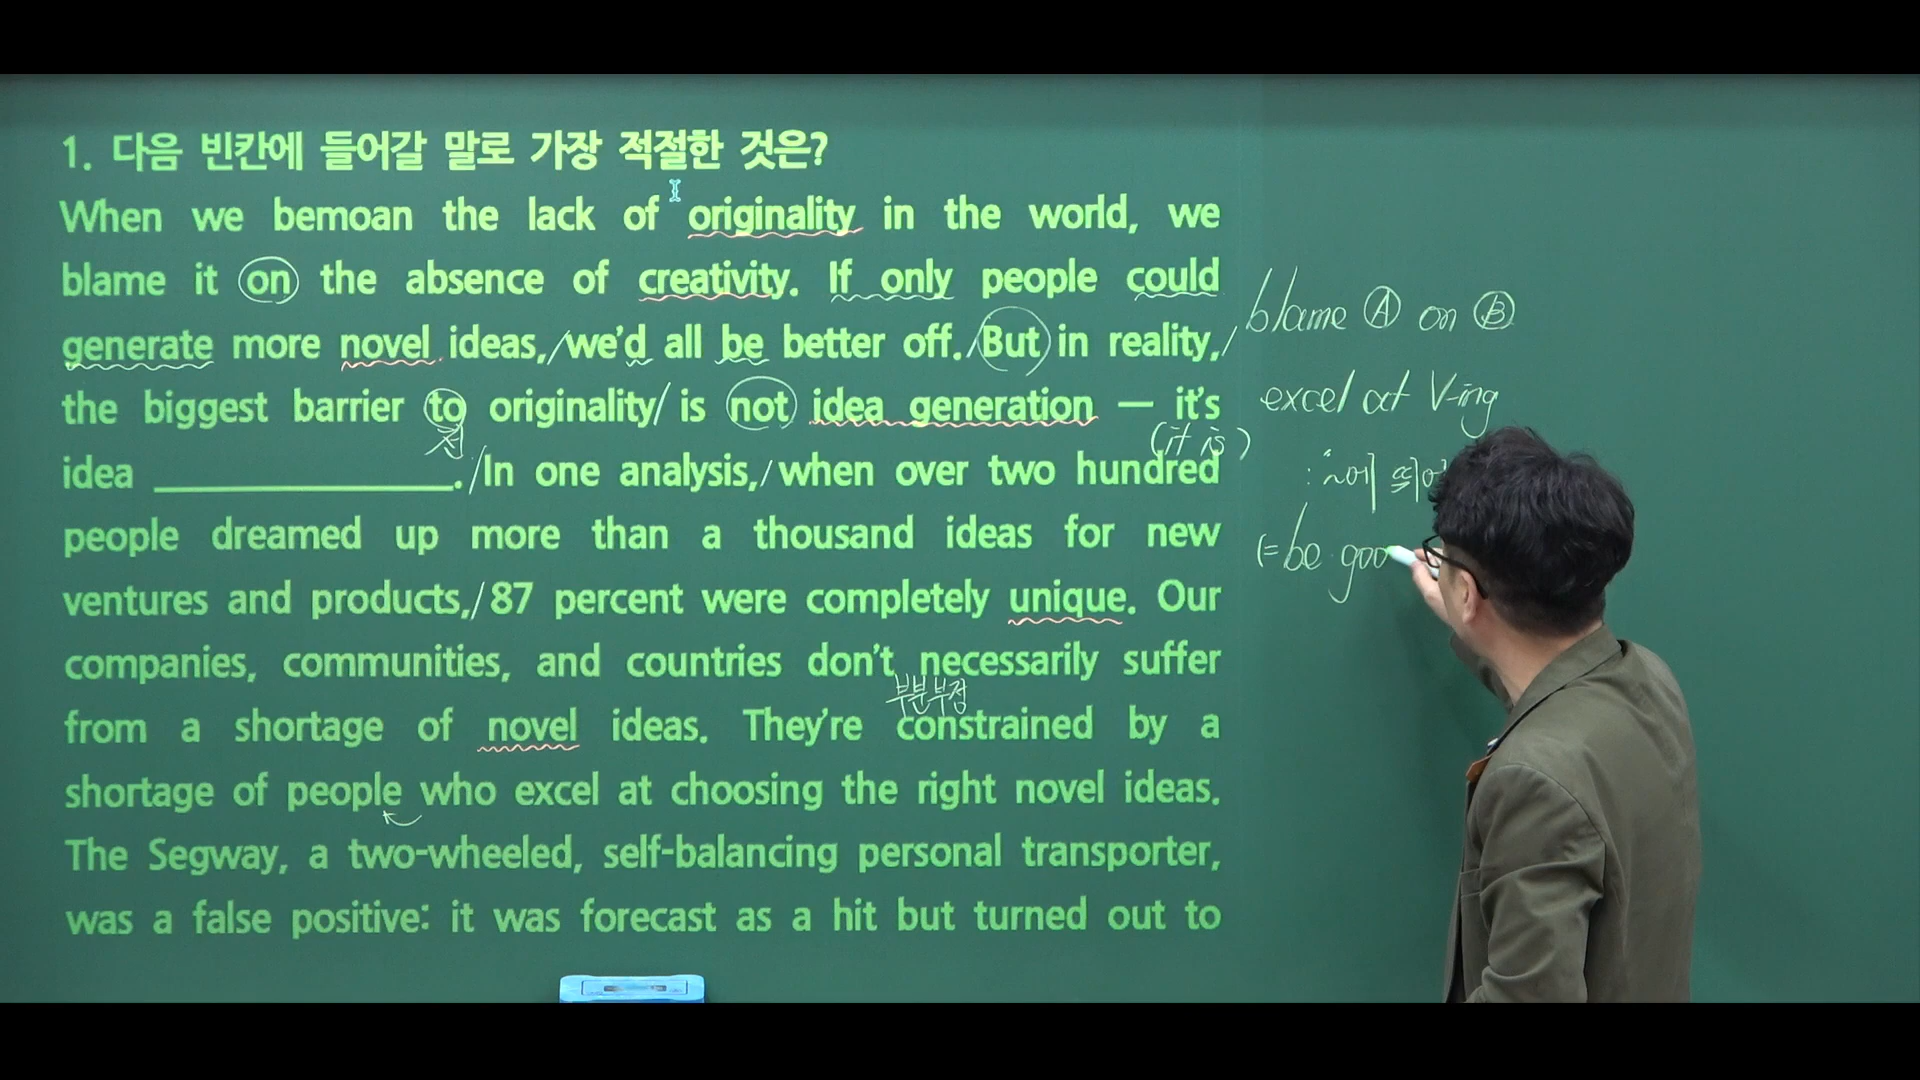 1. 다음 빈칸에 들어갈 말로 가장 적절한 것은?
When we bemoan the lack of originality in the world, we
blame it on the absence of creativity. If only people could
generate more novel ideas, we'd all be better off. But in reality,
the biggest barrier to originality is not idea generation — it's
(it is)
idea ______________. In one analysis, when over two hundred
people dreamed up more than a thousand ideas for new
ventures and products, 87 percent were completely unique. Our
companies, communities, and countries don't necessarily suffer
부분부정
from a shortage of novel ideas. They're constrained by a
shortage of people who excel at choosing the right novel ideas.
The Segway, a two-wheeled, self-balancing personal transporter,
was a false positive: it was forecast as a hit but turned out to
blame Ⓐ on Ⓑ
excel at V-ing
: ~에
(= be goo